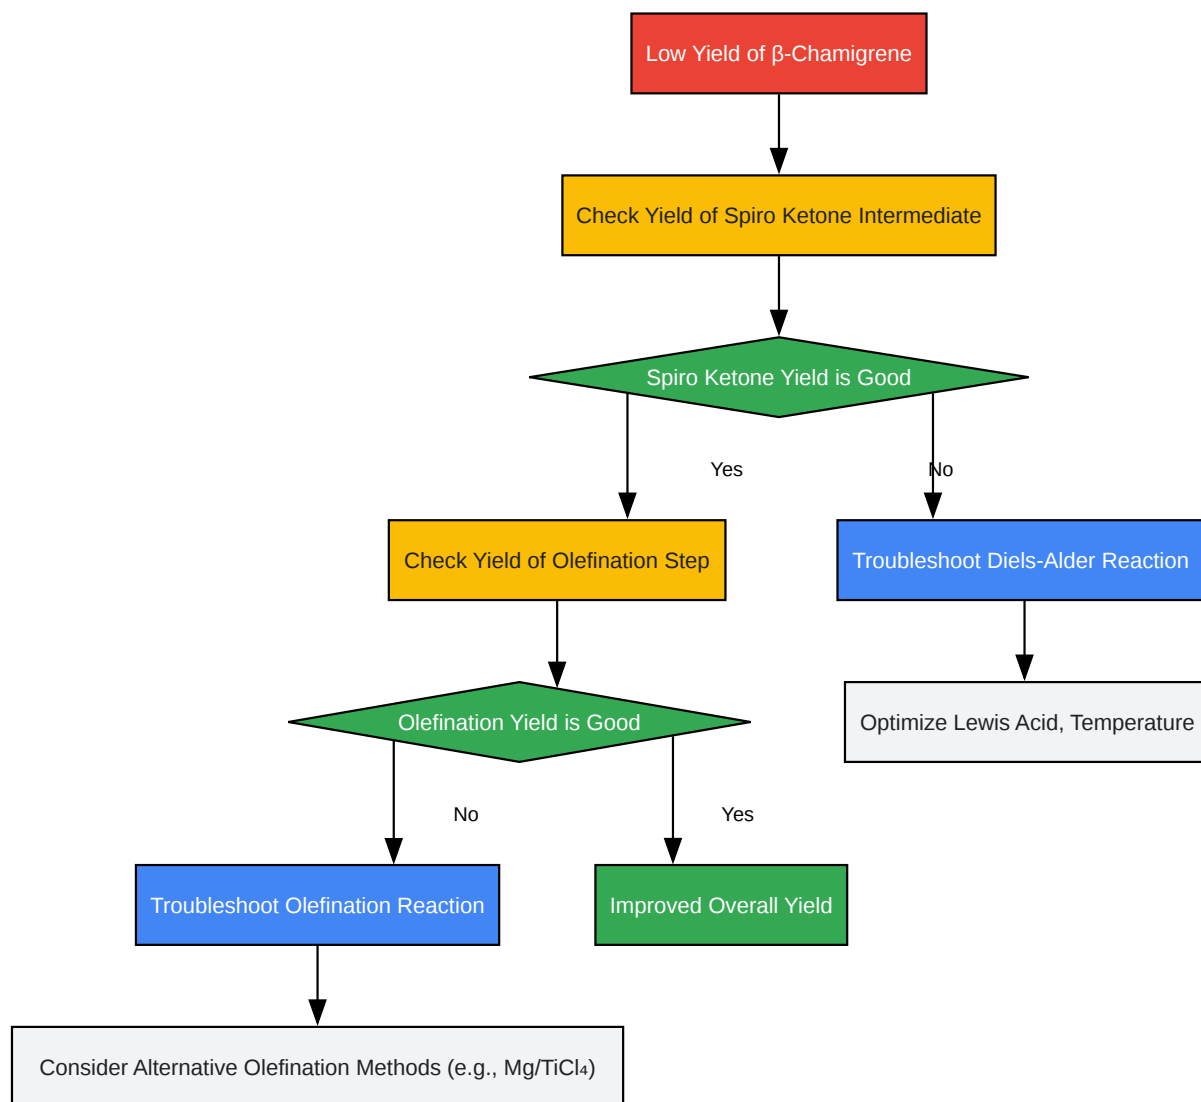 Low Yield of β-Chamigrene
Check Yield of Spiro Ketone Intermediate
Spiro Ketone Yield is Good
Yes
No
Check Yield of Olefination Step
Troubleshoot Diels-Alder Reaction
Olefination Yield is Good
Optimize Lewis Acid, Temperature
No
Yes
Troubleshoot Olefination Reaction
Improved Overall Yield
Consider Alternative Olefination Methods (e.g., Mg/TiCl₄)